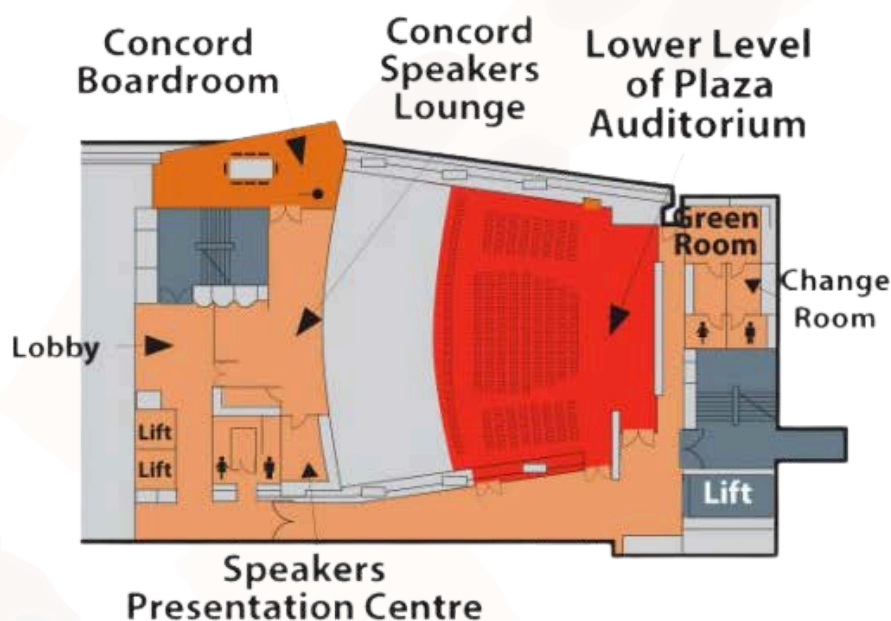 Concord
Boardroom
Concord
Speakers
Lounge
Lower Level
of Plaza
Auditorium
Green
Room
Change
Room
Lobby
Lift
Lift
Lift
Speakers
Presentation Centre